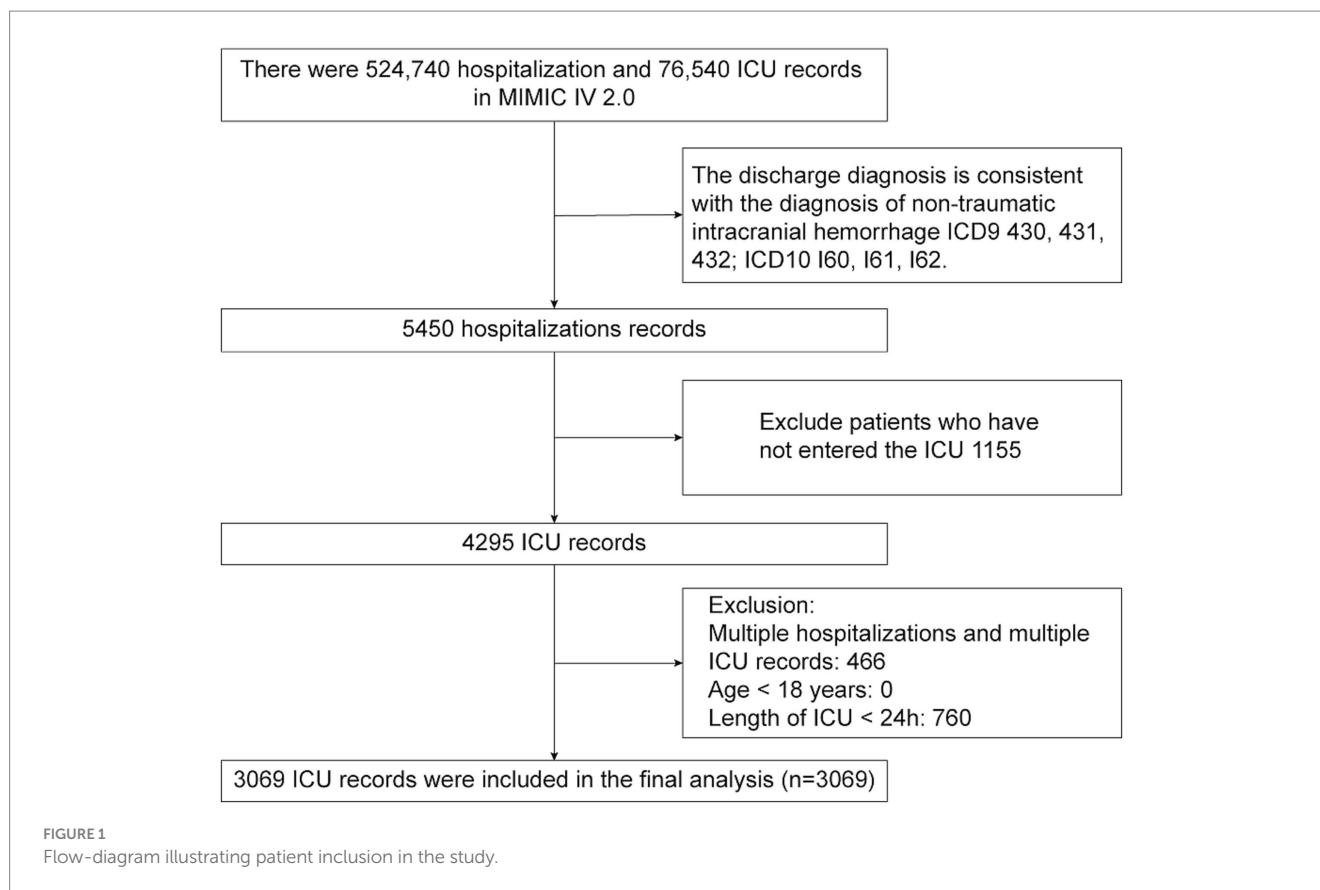 There were 524,740 hospitalization and 76,540 ICU records
in MIMIC IV 2.0
The discharge diagnosis is consistent
with the diagnosis of non-traumatic
intracranial hemorrhage ICD9 430, 431,
432; ICD10 I60, I61, I62.
5450 hospitalizations records
Exclude patients who have
not entered the ICU 1155
4295 ICU records
Exclusion:
Multiple hospitalizations and multiple
ICU records: 466
Age < 18 years: 0
Length of ICU < 24h: 760
3069 ICU records were included in the final analysis (n=3069)
FIGURE 1
Flow-diagram illustrating patient inclusion in the study.